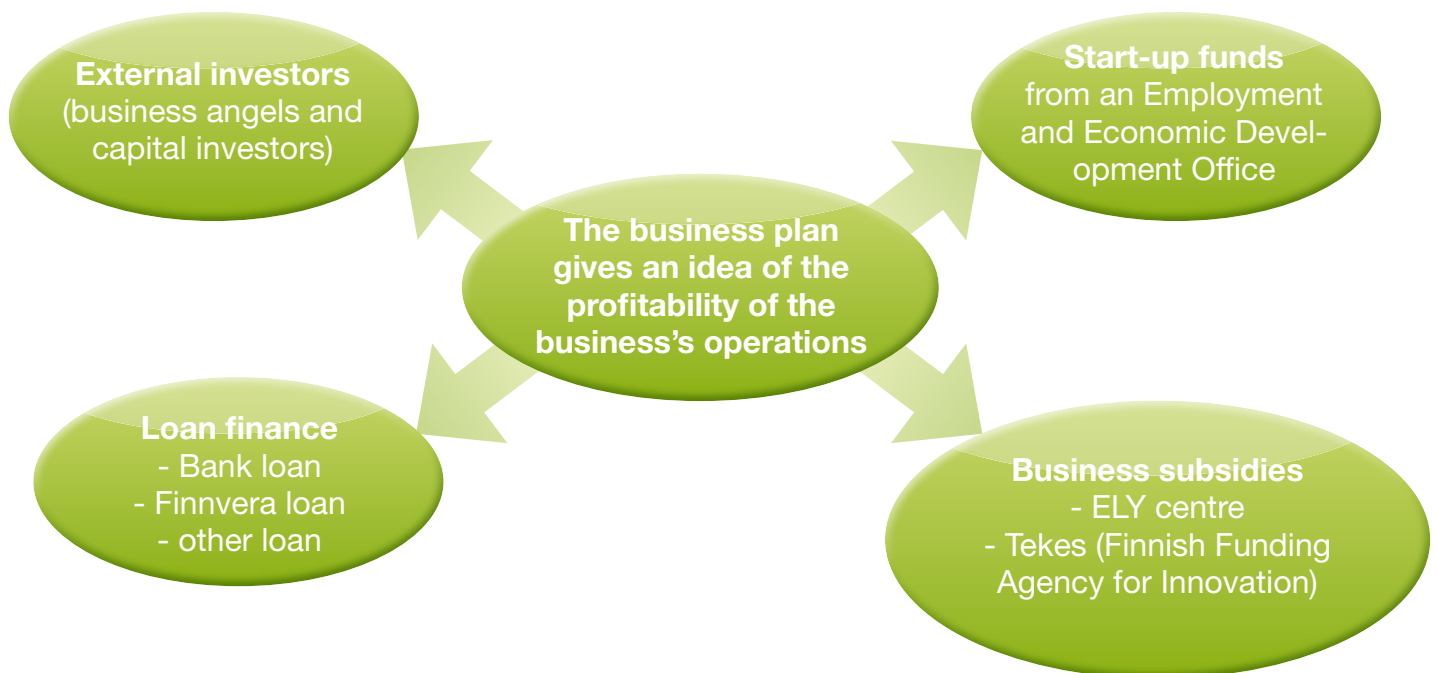 External investors
(business angels and
capital investors)
Start-up funds
from an Employment
and Economic Devel-
opment Office
The business plan
gives an idea of the
profitability of the
business’s operations
Loan finance
- Bank loan
- Finnvera loan
- other loan
Business subsidies
- ELY centre
- Tekes (Finnish Funding
Agency for Innovation)